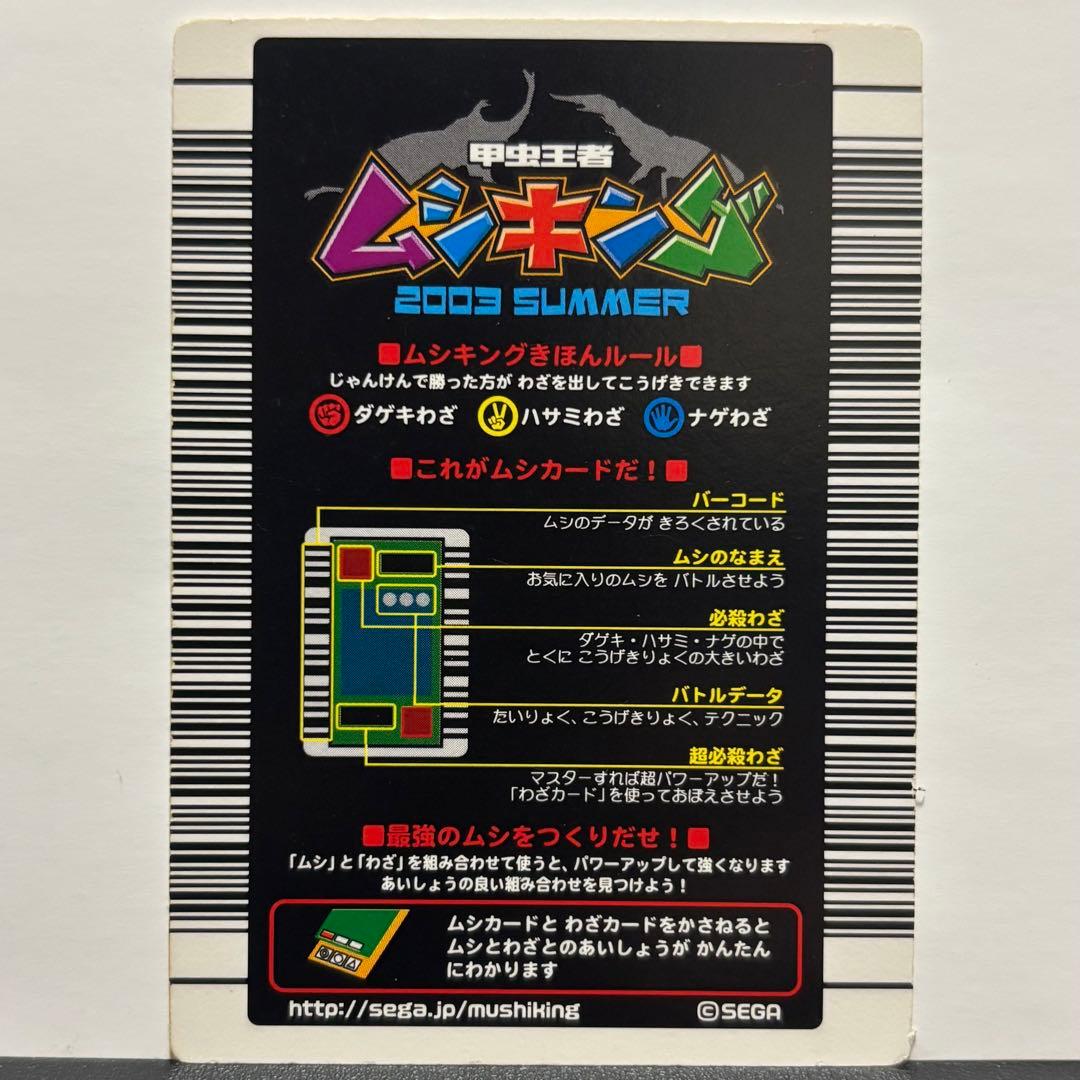 甲虫王者
ムシキング
2003 SUMMER
■ムシキングきほんルール■
じゃんけんで勝った方が わざを出してこうげきできます
ダゲキわざ ハサミわざ ナゲわざ
■これがムシカードだ！■
バーコード
ムシのデータが きろくされている
ムシのなまえ
お気に入りのムシを バトルさせよう
必殺わざ
ダゲキ・ハサミ・ナゲの中で
とくに こうげきりょくの大きいわざ
バトルデータ
たいりょく、こうげきりょく、テクニック
超必殺わざ
マスターすれば超パワーアップだ！
「わざカード」を使っておぼえさせよう
■最強のムシをつくりだせ！■
「ムシ」と「わざ」を組み合わせて使うと、パワーアップして強くなります
あいしょうの良い組み合わせを見つけよう！
ムシカードと わざカードをかさねると
ムシとわざとのあいしょうが かんたん
にわかります
http://sega.jp/mushiking ©SEGA